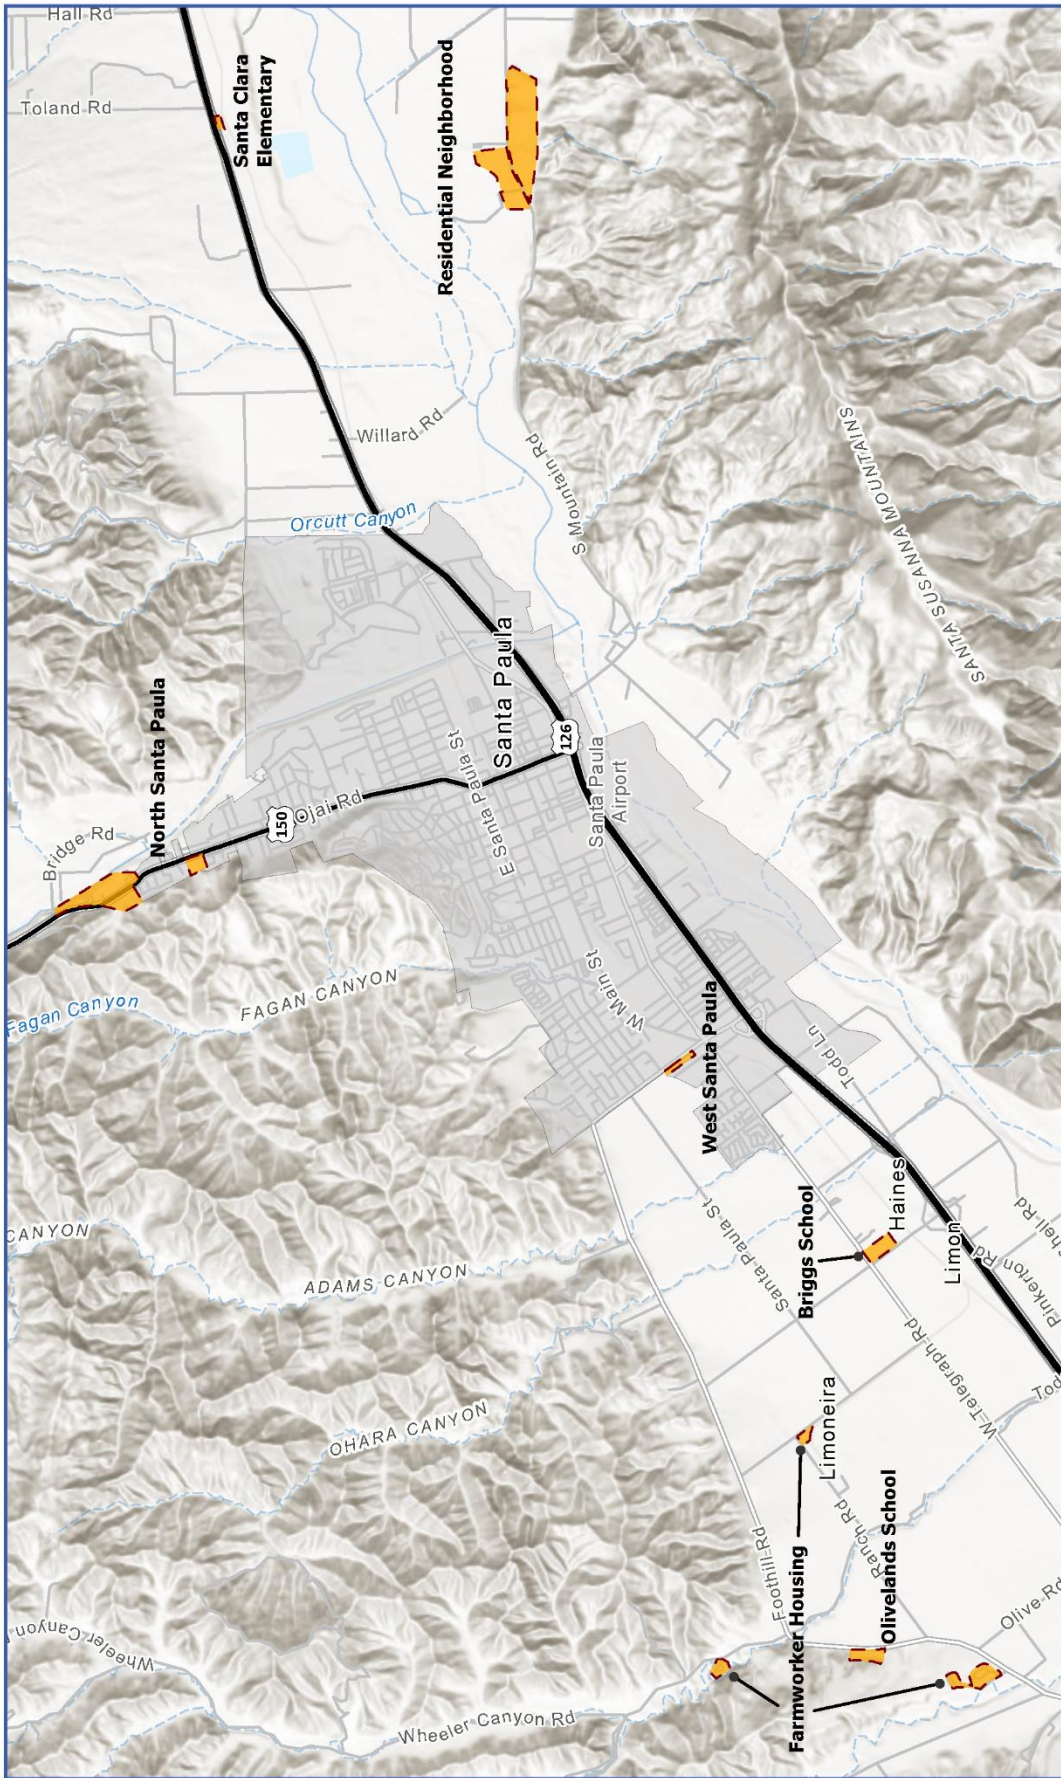 Hall Rd
Toland Rd
Santa Clara
Elementary
Residential Neighborhood
Willard Rd
Orcutt Canyon
S Mountain Rd
SANTA SUSANNA MOUNTAINS
Bridge Rd
North Santa Paula
150
Ojai Rd
E Santa Paula St
Santa Paula
126
Santa Paula
Airport
Fagan Canyon
FAGAN CANYON
W Main St
West Santa Paula
Todd Ln
CANYON
ADAMS CANYON
Santa Paula St
Briggs School
Haines
Limon
Pinkerton Rd
hell Rd
OHARA CANYON
Limoneira
W Telegraph Rd
Tod
Foothill Rd
Ranch Rd
Farmworker Housing
Olivelands School
Olive Rd
Wheeler Canyon
Wheeler Canyon Rd